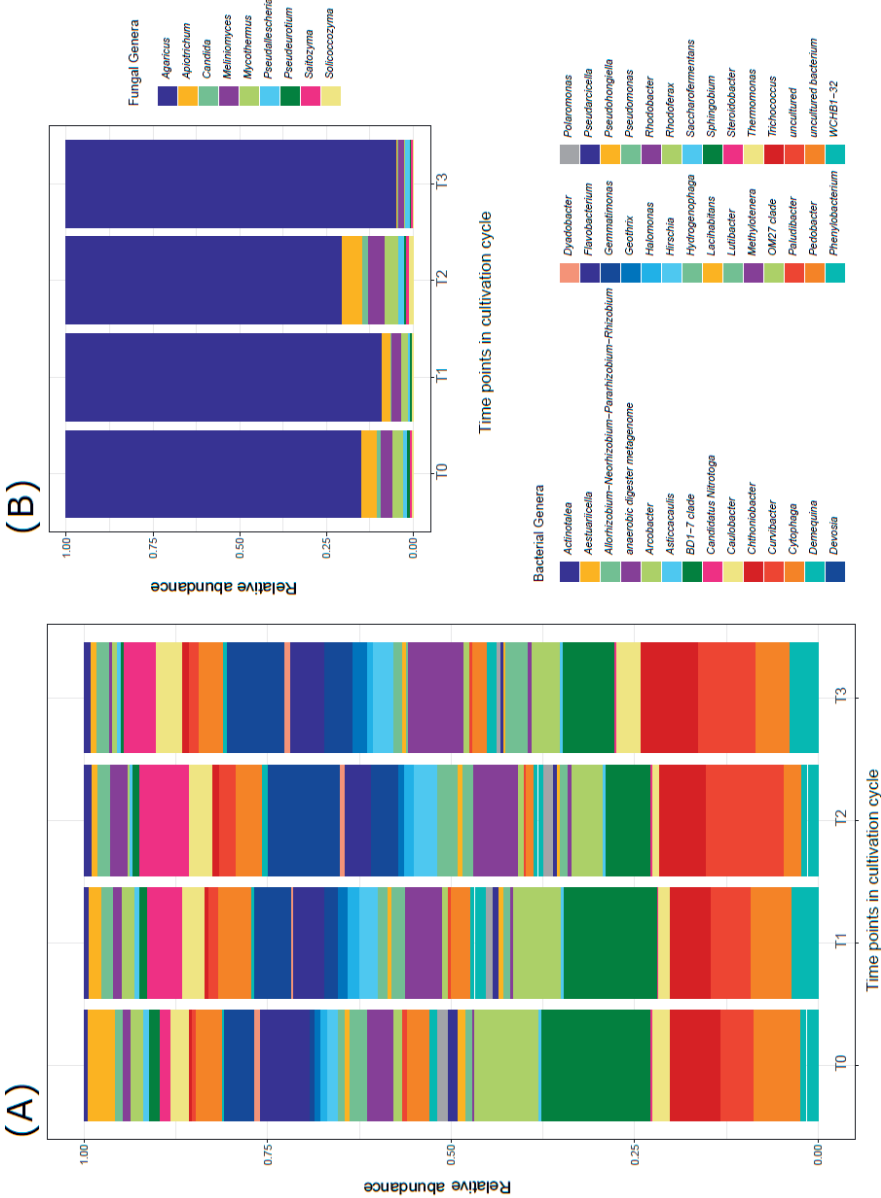 (A)
Relative abundance
1.00
0.75
0.50
0.25
0.00
T0
T1
T2
T3
Time points in cultivation cycle
(B)
Relative abundance
1.00
0.75
0.50
0.25
0.00
T0
T1
T2
T3
Time points in cultivation cycle
Fungal Genera
Agaricus
Apiotrichum
Candida
Meliniomyces
Mycothermus
Pseudallescheria
Pseudeurotium
Saitozyma
Solicoccozyma
Bacterial Genera
Actinotalea
Aestuariicella
Allorhizobium−Neorhizobium−Pararhizobium−Rhizobium
anaerobic digester metagenome
Arcobacter
Asticcacaulis
BD1−7 clade
Candidatus Nitrotoga
Caulobacter
Chthoniobacter
Curvibacter
Cytophaga
Demequina
Devosia
Dyadobacter
Flavobacterium
Gemmatimonas
Geothrix
Halomonas
Hirschia
Hydrogenophaga
Lacihabitans
Lutibacter
Methylotenera
OM27 clade
Paludibacter
Pedobacter
Phenylobacterium
Polaromonas
Pseudarcicella
Pseudohongiella
Pseudomonas
Rhodobacter
Rhodoferax
Saccharofermentans
Sphingobium
Steroidobacter
Thermomonas
Trichococcus
uncultured
uncultured bacterium
WCHB1−32